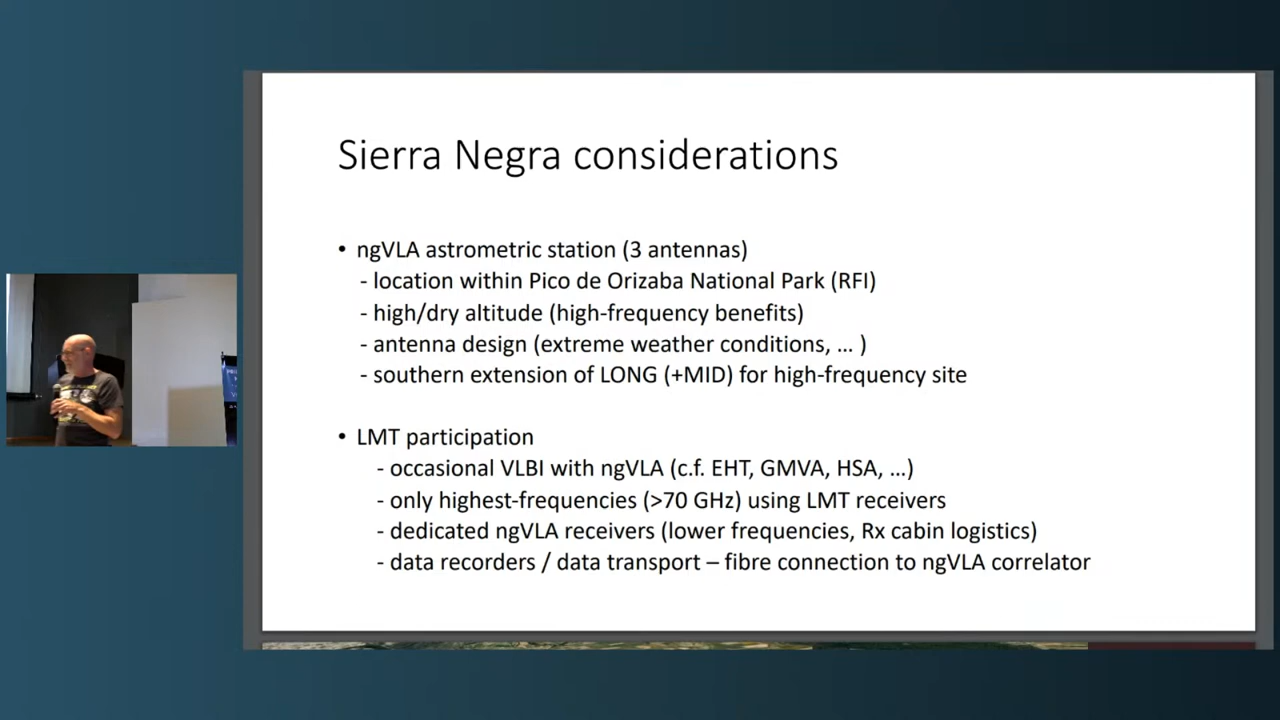 Sierra Negra considerations
• ngVLA astrometric station (3 antennas)
- location within Pico de Orizaba National Park (RFI)
- high/dry altitude (high-frequency benefits)
- antenna design (extreme weather conditions, … )
- southern extension of LONG (+MID) for high-frequency site
• LMT participation
- occasional VLBI with ngVLA (c.f. EHT, GMVA, HSA, …)
- only highest-frequencies (>70 GHz) using LMT receivers
- dedicated ngVLA receivers (lower frequencies, Rx cabin logistics)
- data recorders / data transport – fibre connection to ngVLA correlator